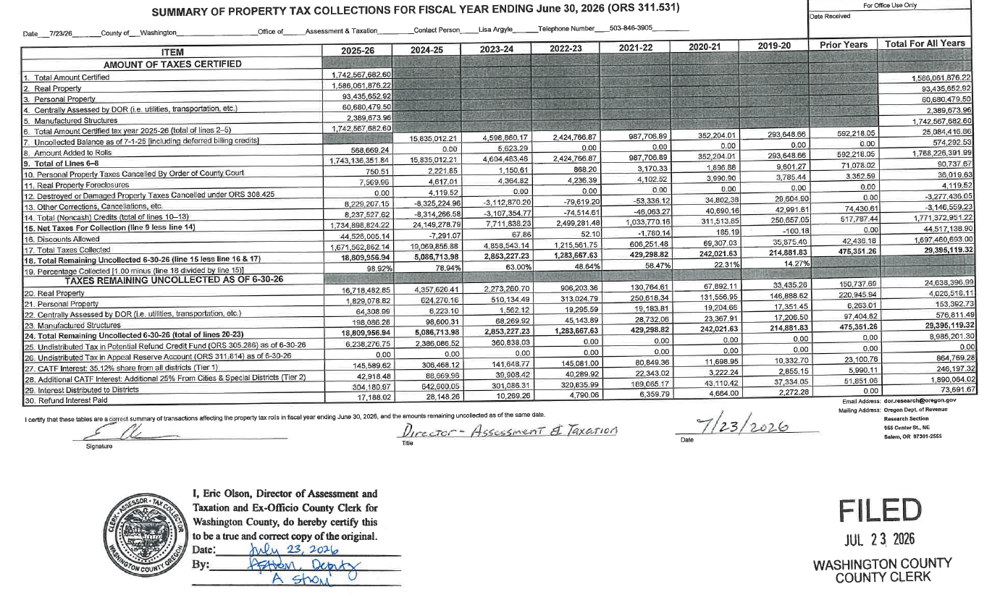 SUMMARY OF PROPERTY TAX COLLECTIONS FOR FISCAL YEAR ENDING June 30, 2026 (ORS 311.531)
For Office Use Only
Date Received
Date 7/23/26 County of Washington Office of Assessment & Taxation Contact Person Lisa Argyle Telephone Number 503-846-3905
ITEM 2025-26 2024-25 2023-24 2022-23 2021-22 2020-21 2019-20 Prior Years Total For All Years
AMOUNT OF TAXES CERTIFIED
1. Total Amount Certified 1,742,567,682.60
2. Real Property 1,586,061,876.22 1,586,061,876.22
3. Personal Property 93,435,652.92 93,435,652.92
4. Centrally Assessed by DOR (i.e. utilities, transportation, etc.) 60,680,479.50 60,680,479.50
5. Manufactured Structures 2,389,673.96 2,389,673.96
6. Total Amount Certified tax year 2025-26 (total of lines 2-5) 1,742,567,682.60 1,742,567,682.60
7. Uncollected Balance as of 7-1-25 [including deferred billing credits] 15,835,012.21 4,598,860.17 2,424,766.87 987,706.89 352,204.01 293,648.66 592,218.05 25,084,416.86
8. Amount Added to Rolls 568,669.24 0.00 5,623.29 0.00 0.00 0.00 0.00 0.00 574,292.53
9. Total of Lines 6–8 1,743,136,351.84 15,835,012.21 4,604,483.46 2,424,766.87 987,706.89 352,204.01 293,648.66 592,218.05 1,768,226,391.99
10. Personal Property Taxes Cancelled By Order of County Court 750.51 2,221.85 1,150.61 868.20 3,170.33 1,896.88 9,601.27 71,078.02 90,737.67
11. Real Property Foreclosures 7,569.96 4,617.01 4,364.82 4,236.39 4,102.52 3,990.90 3,785.44 3,352.59 36,019.63
12. Destroyed or Damaged Property Taxes Cancelled under ORS 308.425 0.00 4,119.52 0.00 0.00 0.00 0.00 0.00 0.00 4,119.52
13. Other Corrections, Cancellations, etc. 8,229,207.15 -8,325,224.96 -3,112,870.20 -79,619.20 -53,336.12 34,802.38 29,604.90 0.00 -3,277,436.05
14. Total (Noncash) Credits (total of lines 10–13) 8,237,527.62 -8,314,266.58 -3,107,354.77 -74,514.61 -46,063.27 40,690.16 42,991.61 74,430.61 -3,146,559.23
15. Net Taxes For Collection (line 9 less line 14) 1,734,898,824.22 24,149,278.79 7,711,838.23 2,499,281.48 1,033,770.16 311,513.85 250,657.05 517,787.44 1,771,372,951.22
16. Discounts Allowed 44,526,005.14 -7,291.07 67.86 52.10 -1,780.14 185.19 -100.18 0.00 44,517,138.90
17. Total Taxes Collected 1,671,562,862.14 19,069,855.88 4,858,543.14 1,215,561.75 606,251.48 69,307.03 35,875.40 42,436.18 1,697,460,693.00
18. Total Remaining Uncollected 6-30-26 (line 15 less line 16 & 17) 18,809,956.94 5,086,713.98 2,853,227.23 1,283,667.63 429,298.82 242,021.63 214,881.83 475,351.26 29,395,119.32
19. Percentage Collected [1.00 minus (line 18 divided by line 15)] 98.92% 78.94% 63.00% 48.64% 58.47% 22.31% 14.27%
TAXES REMAINING UNCOLLECTED AS OF 6-30-26
20. Real Property 16,718,482.85 4,357,620.41 2,273,260.70 906,203.36 130,764.61 67,892.11 33,435.26 150,737.69 24,638,396.99
21. Personal Property 1,829,078.82 624,270.16 510,134.49 313,024.79 250,618.34 131,556.95 146,888.62 220,945.94 4,026,518.11
22. Centrally Assessed by DOR (i.e. utilities, transportation, etc.) 64,308.99 6,223.10 1,562.12 19,295.59 19,183.81 19,204.66 17,351.45 6,263.01 153,392.73
23. Manufactured Structures 198,086.28 98,600.31 68,269.92 45,143.89 28,732.06 23,367.91 17,206.50 97,404.62 576,811.49
24. Total Remaining Uncollected 6-30-26 (total of lines 20-23) 18,809,956.94 5,086,713.98 2,853,227.23 1,283,667.63 429,298.82 242,021.63 214,881.83 475,351.26 29,395,119.32
25. Undistributed Tax in Potential Refund Credit Fund (ORS 305.286) as of 6-30-26 6,238,276.75 2,386,086.52 360,838.03 0.00 0.00 0.00 0.00 0.00 8,985,201.30
26. Undistributed Tax in Appeal Reserve Account (ORS 311.814) as of 6-30-26 0.00 0.00 0.00 0.00 0.00 0.00 0.00 0.00 0.00
27. CATF Interest: 35.12% share from all districts (Tier 1) 145,589.62 306,468.12 141,648.77 145,081.00 80,849.36 11,698.95 10,332.70 23,100.76 864,769.28
28. Additional CATF Interest: Additional 25% From Cities & Special Districts (Tier 2) 42,918.48 88,669.98 39,908.42 40,289.92 22,343.02 3,222.24 2,855.15 5,990.11 246,197.32
29. Interest Distributed to Districts 304,180.97 642,600.05 301,086.31 320,835.99 169,065.17 43,110.42 37,334.05 51,851.06 1,890,064.02
30. Refund Interest Paid 17,188.02 28,148.26 10,269.26 4,790.06 6,359.79 4,664.00 2,272.28 0.00 73,691.67
Email Address: dor.research@oregon.gov
Mailing Address: Oregon Dept. of Revenue
Research Section
955 Center St., NE
Salem, OR 97301-2555
I certify that these tables are a correct summary of transactions affecting the property tax rolls in fiscal year ending June 30, 2026, and the amounts remaining uncollected as of the same date.
Director - Assessment & Taxation 7/23/2026
Signature Title Date
I, Eric Olson, Director of Assessment and
Taxation and Ex-Officio County Clerk for
Washington County, do hereby certify this
to be a true and correct copy of the original.
Date: July 23, 2026
By: AStrom, Deputy
A Strom
CLERK · ASSESSOR · TAX COLLECTOR
WASHINGTON COUNTY OREGON
FILED
JUL 23 2026
WASHINGTON COUNTY
COUNTY CLERK